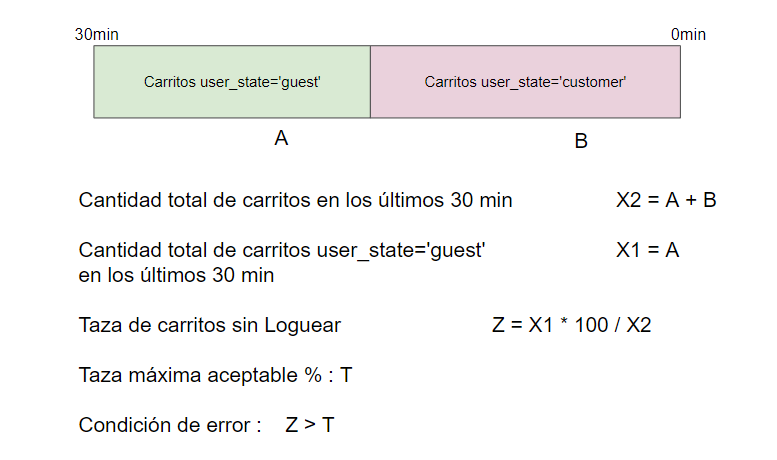 30min 0min
Carritos user_state='guest' Carritos user_state='customer'
A B
Cantidad total de carritos en los últimos 30 min X2 = A + B
Cantidad total de carritos user_state='guest' X1 = A
en los últimos 30 min
Taza de carritos sin Loguear Z = X1 * 100 / X2
Taza máxima aceptable % : T
Condición de error : Z > T